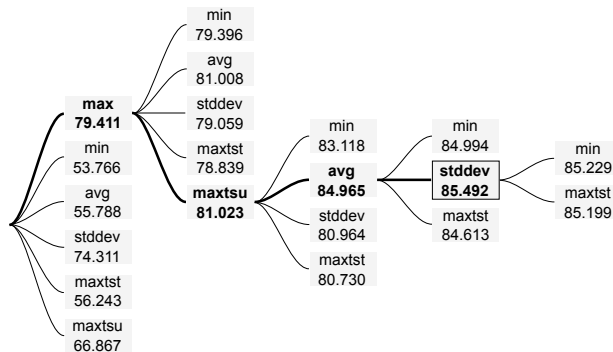 max
79.411
min
53.766
avg
55.788
stddev
74.311
maxtst
56.243
maxtsu
66.867
min
79.396
avg
81.008
stddev
79.059
maxtst
78.839
maxtsu
81.023
min
83.118
avg
84.965
stddev
80.964
maxtst
80.730
min
84.994
stddev
85.492
maxtst
84.613
min
85.229
maxtst
85.199